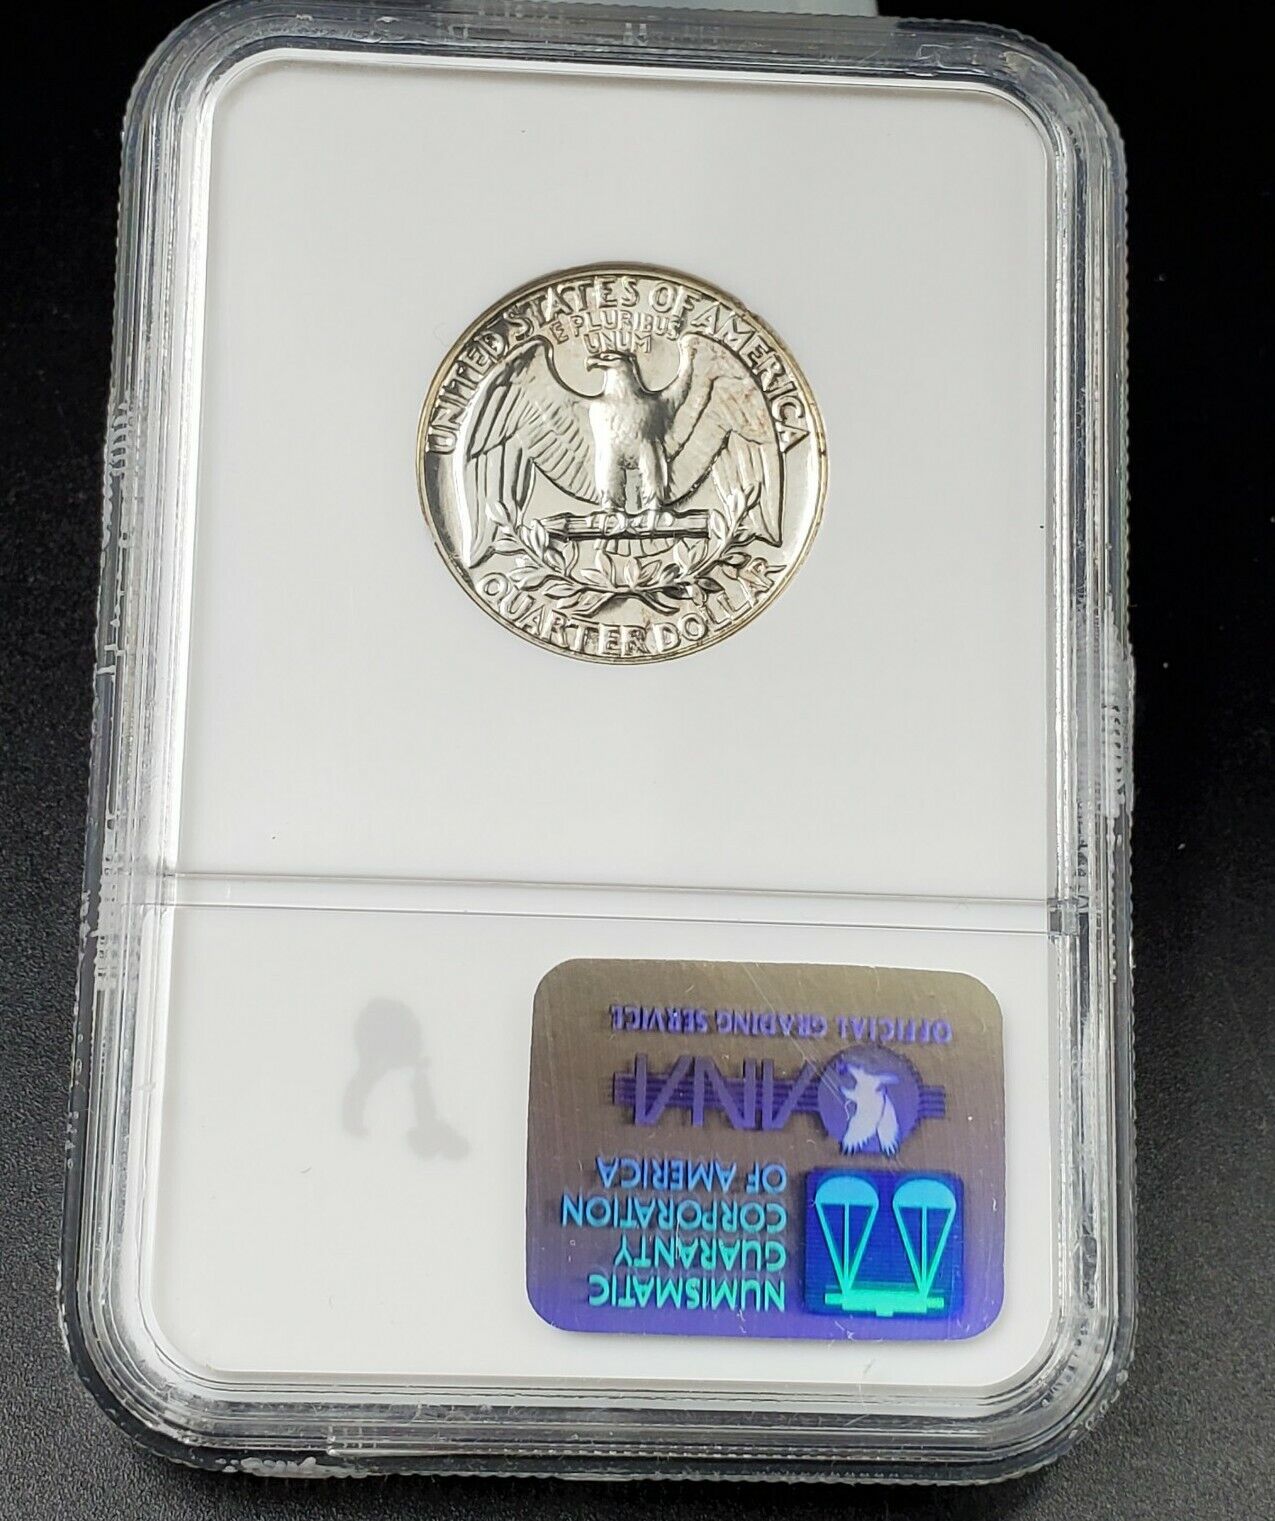 UNITED STATES OF AMERICA
E PLURIBUS
UNUM
QUARTER DOLLAR
NUMISMATIC
GUARANTY
CORPORATION
OF AMERICA
ANA
OFFICIAL GRADING SERVICE